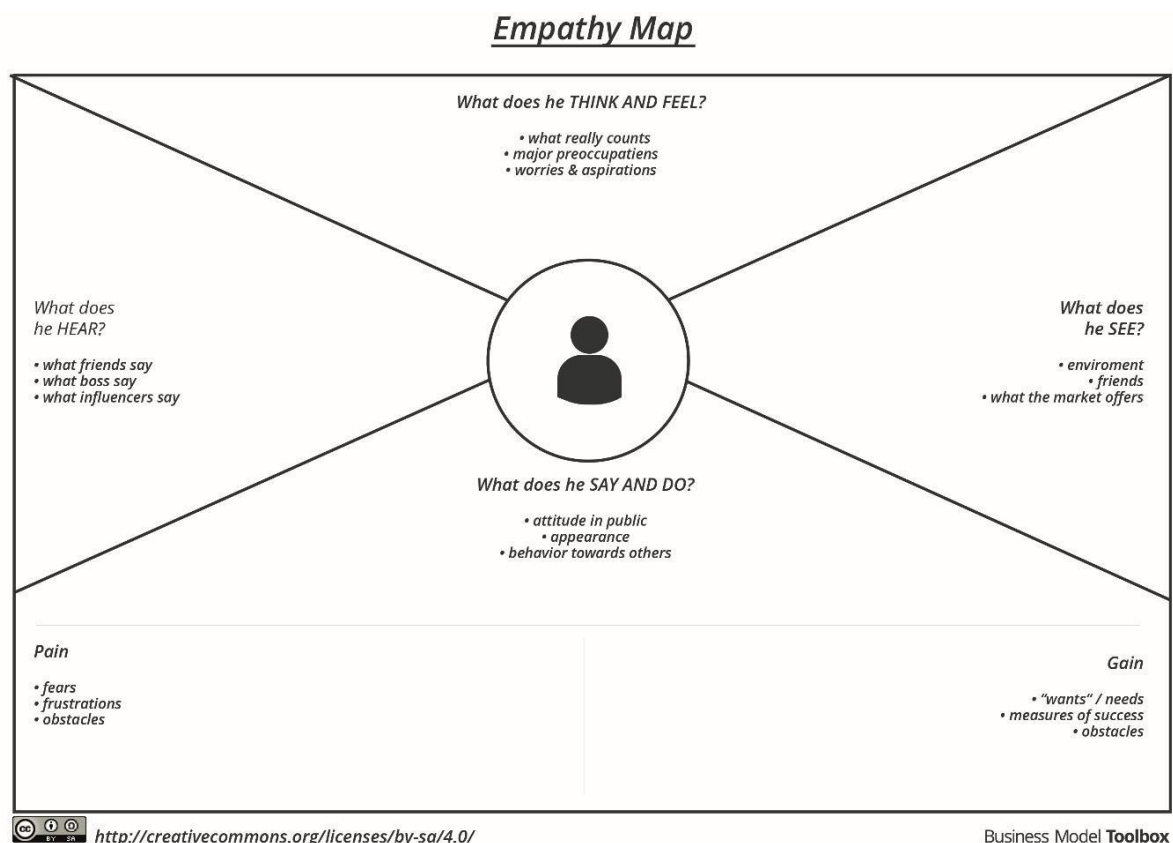 Empathy Map
What does he THINK AND FEEL?
• what really counts
• major preoccupatiens
• worries & aspirations
What does
he HEAR?
• what friends say
• what boss say
• what influencers say
What does
he SEE?
• enviroment
• friends
• what the market offers
What does he SAY AND DO?
• attitude in public
• appearance
• behavior towards others
Pain
• fears
• frustrations
• obstacles
Gain
• “wants“ / needs
• measures of success
• obstacles
cc BY SA
http://creativecommons.org/licenses/by-sa/4.0/
Business Model Toolbox